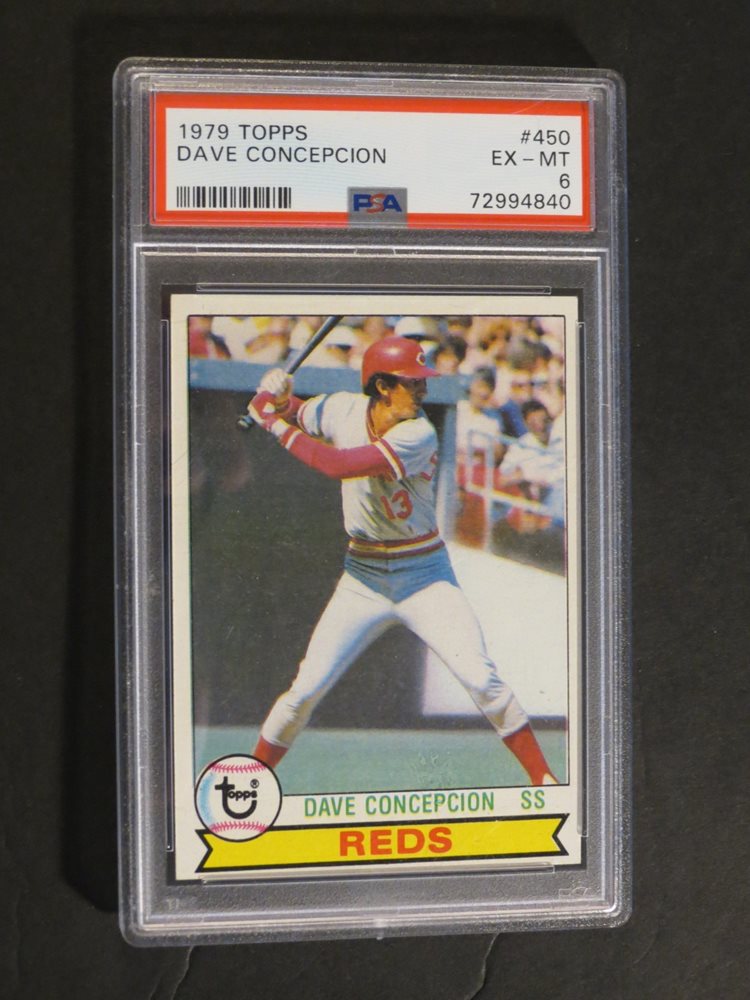 1979 TOPPS #450
DAVE CONCEPCION EX-MT
6
PSA 72994840
C
13
topps®
DAVE CONCEPCION SS
REDS